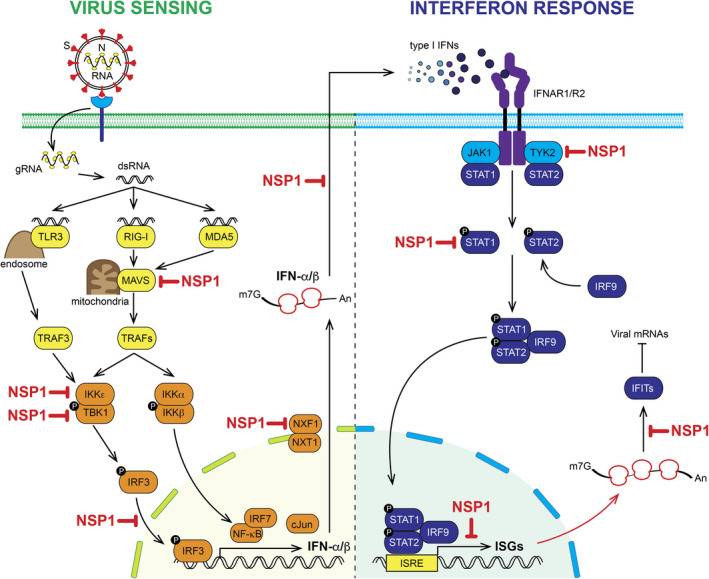 VIRUS SENSING
INTERFERON RESPONSE
S
N
RNA
type I IFNs
IFNAR1/R2
gRNA
dsRNA
NSP1
JAK1
TYK2
NSP1
STAT1
STAT2
TLR3
RIG-I
MDA5
endosome
MAVS
NSP1
mitochondria
NSP1
P
STAT1
P
STAT2
IFN-α/β
m7G
An
IRF9
TRAF3
TRAFs
P
STAT1
P
STAT2
IRF9
Viral mRNAs
IFITs
NSP1
IKKε
NSP1
P
TBK1
IKKα
P
IKKβ
NSP1
NXF1
NXT1
NSP1
m7G
An
P
IRF3
NSP1
P
IRF3
IRF7
NF-κB
cJun
IFN-α/β
P
STAT1
P
STAT2
IRF9
NSP1
ISRE
ISGs